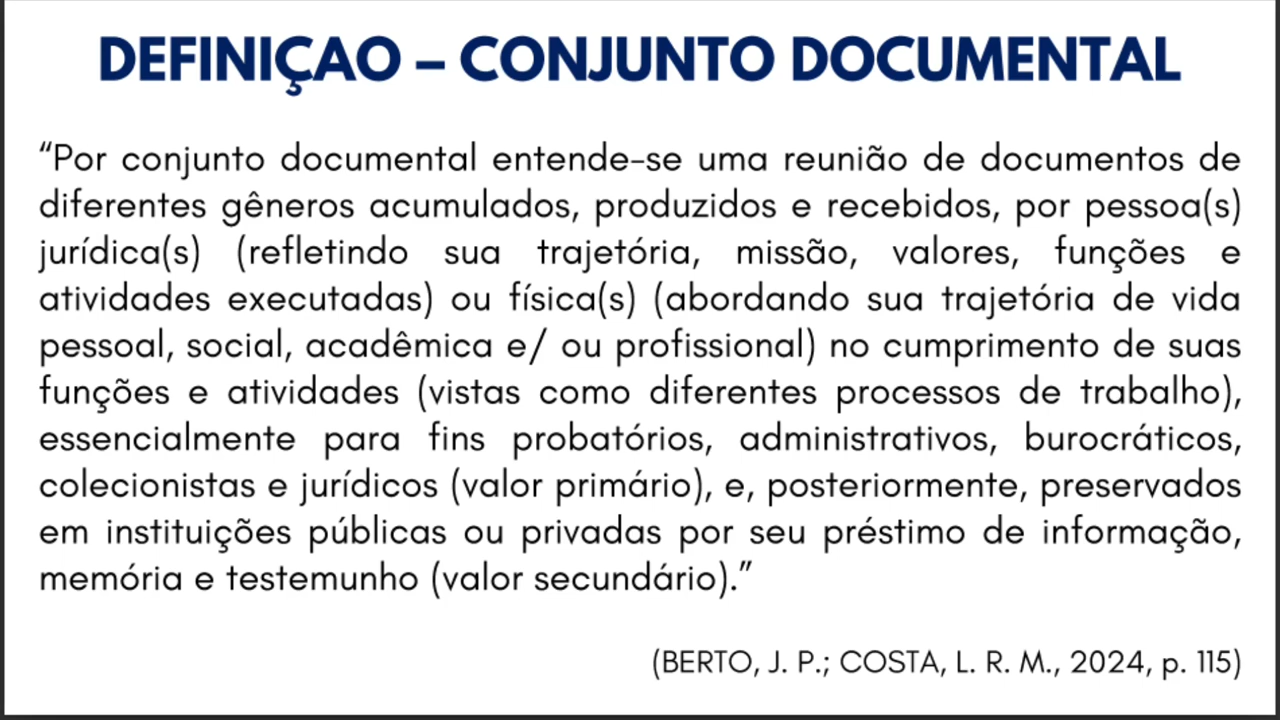 DEFINIÇAO – CONJUNTO DOCUMENTAL
“Por conjunto documental entende-se uma reunião de documentos de
diferentes gêneros acumulados, produzidos e recebidos, por pessoa(s)
jurídica(s) (refletindo sua trajetória, missão, valores, funções e
atividades executadas) ou física(s) (abordando sua trajetória de vida
pessoal, social, acadêmica e/ ou profissional) no cumprimento de suas
funções e atividades (vistas como diferentes processos de trabalho),
essencialmente para fins probatórios, administrativos, burocráticos,
colecionistas e jurídicos (valor primário), e, posteriormente, preservados
em instituições públicas ou privadas por seu préstimo de informação,
memória e testemunho (valor secundário).”
(BERTO, J. P.; COSTA, L. R. M., 2024, p. 115)